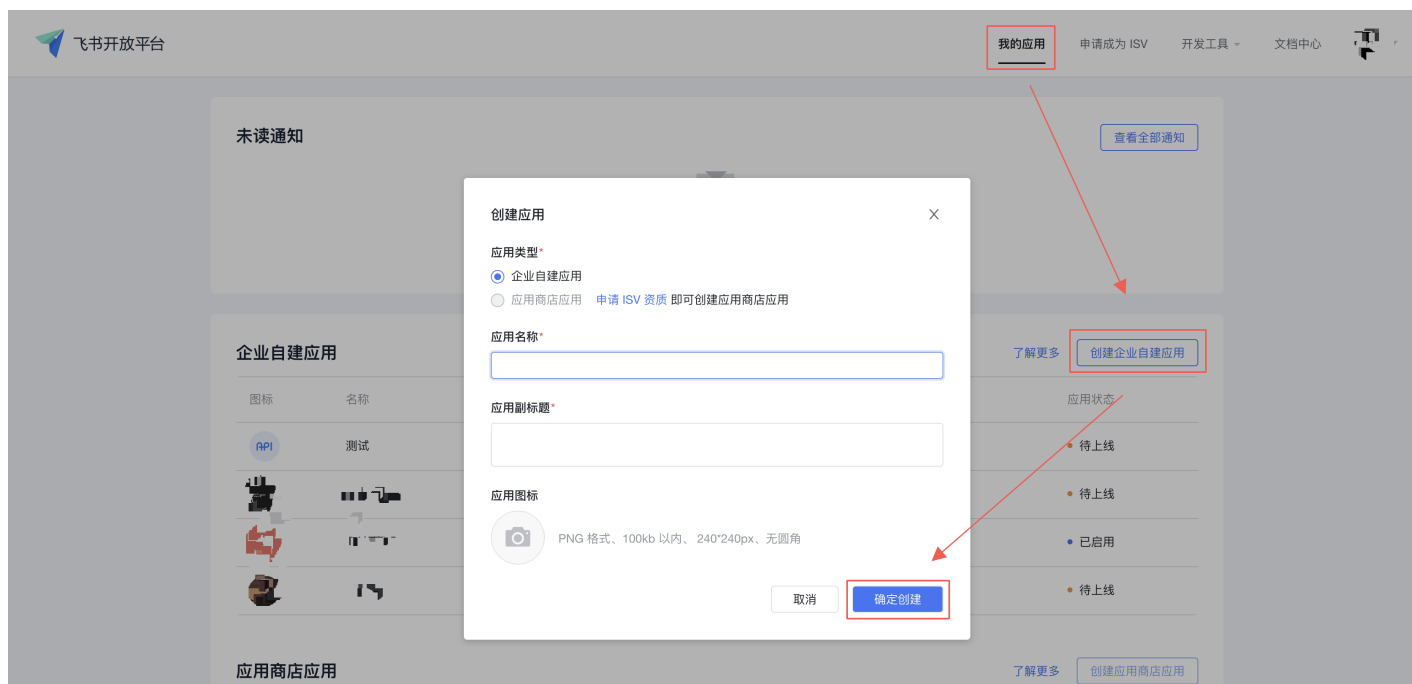 飞书开放平台
我的应用 申请成为 ISV 开发工具 文档中心
未读通知 查看全部通知
创建应用
应用类型*
企业自建应用
应用商店应用 申请 ISV 资质 即可创建应用商店应用
应用名称*
企业自建应用 了解更多 创建企业自建应用
图标 名称 应用状态
应用副标题*
API 测试 待上线
待上线
应用图标
PNG 格式、100kb 以内、 240*240px、无圆角
已启用
待上线
取消 确定创建
应用商店应用 了解更多 创建应用商店应用